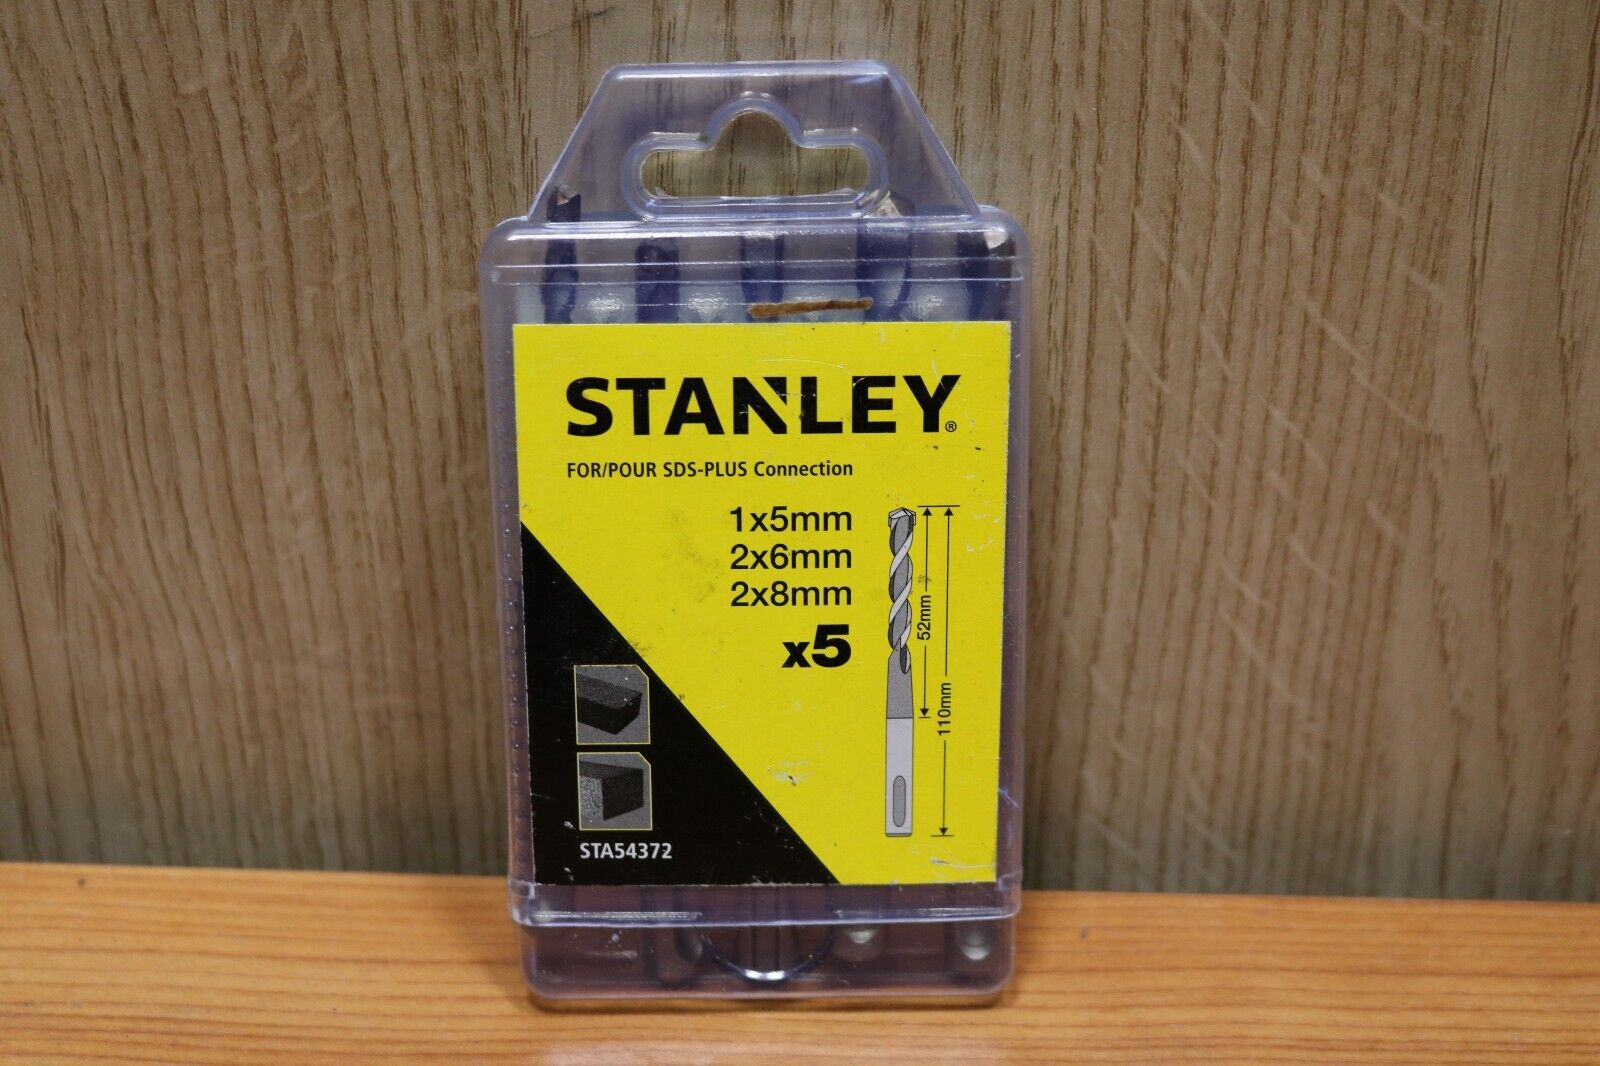 STANLEY®
FOR/POUR SDS-PLUS Connection
1x5mm
2x6mm
2x8mm
x5
52mm
110mm
STA54372